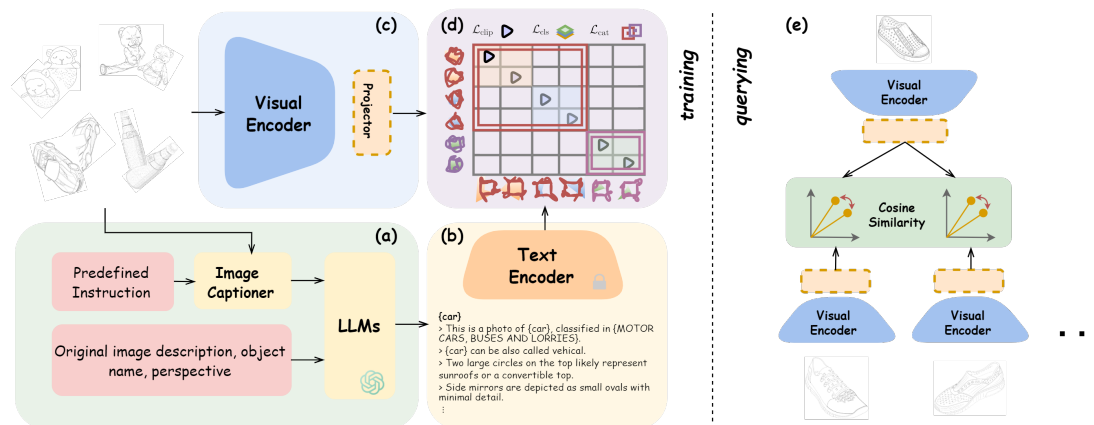 (c)
Visual
Encoder
Projector
(d)
L_clip
L_cls
L_cat
training
querying
(e)
Visual
Encoder
Cosine
Similarity
Visual
Encoder
Visual
Encoder
. .
(a)
Predefined
Instruction
Image
Captioner
LLMs
Original image description, object
name, perspective
(b)
Text
Encoder
{car}
> This is a photo of {car}, classified in {MOTOR
CARS, BUSES AND LORRIES}.
> {car} can be also called vehical.
> Two large circles on the top likely represent
sunroofs or a convertible top.
> Side mirrors are depicted as small ovals with
minimal detail.
⋮